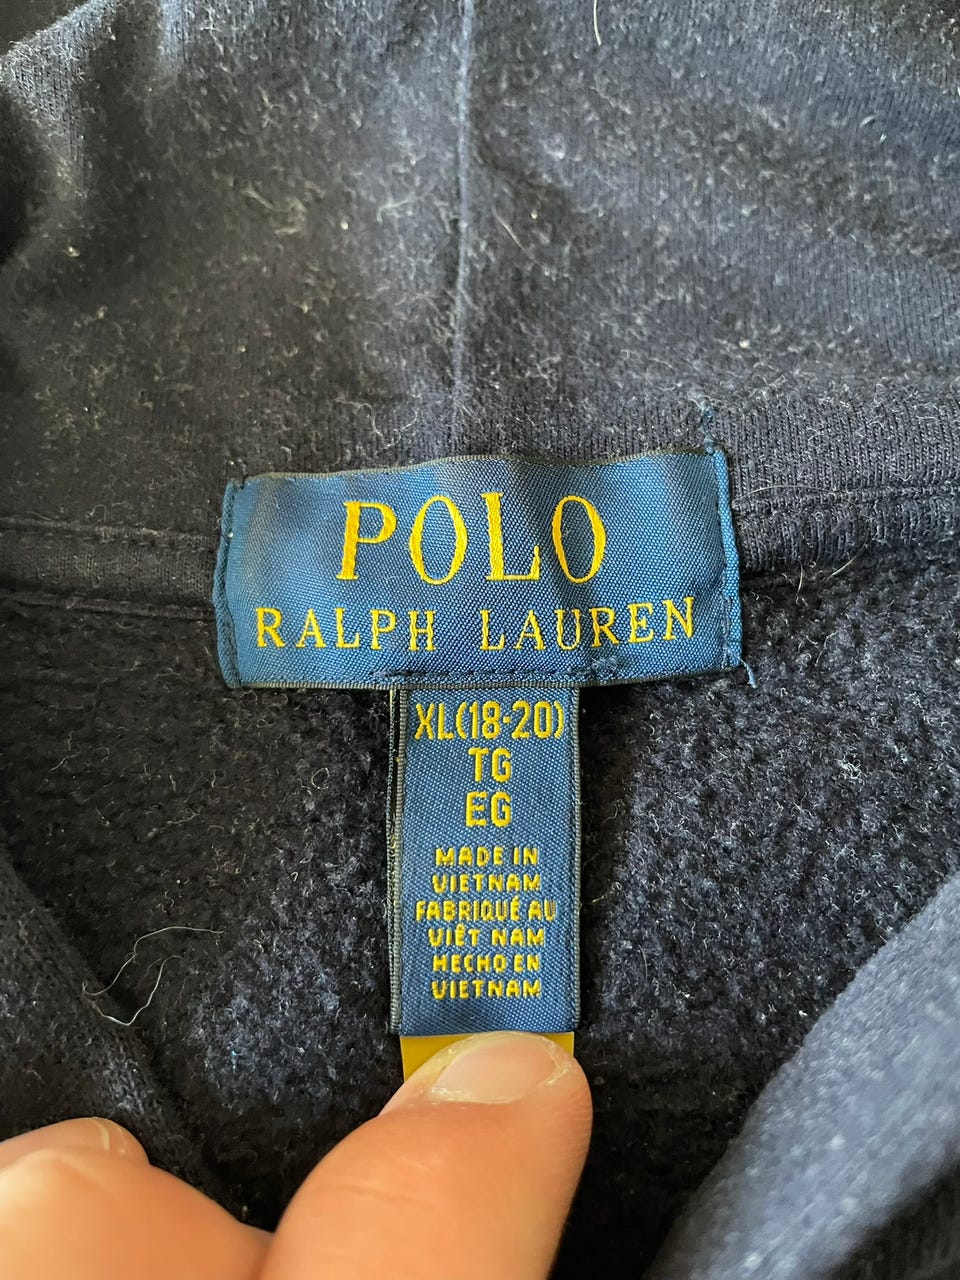 POLO
RALPH LAUREN
XL(18-20)
TG
EG
MADE IN
VIETNAM
FABRIQUÉ AU
VIÊT NAM
HECHO EN
VIETNAM